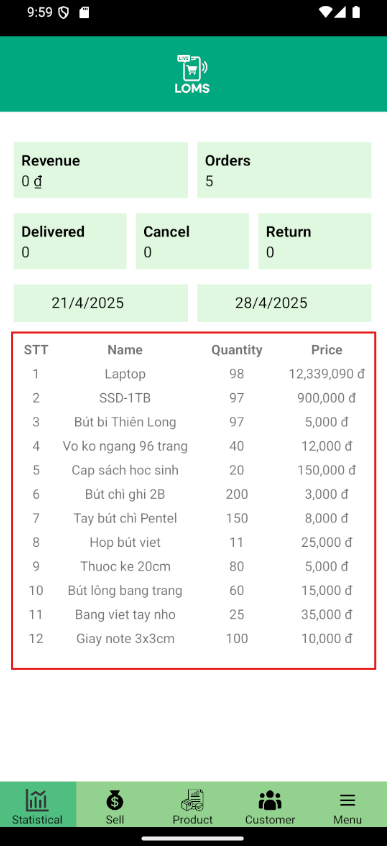 9:59
LIVE
LOMS
Revenue
0 ₫
Orders
5
Delivered
0
Cancel
0
Return
0
21/4/2025
28/4/2025
STT Name Quantity Price
1 Laptop 98 12,339,090 đ
2 SSD-1TB 97 900,000 đ
3 Bút bi Thiên Long 97 5,000 đ
4 Vo ko ngang 96 trang 40 12,000 đ
5 Cap sách hoc sinh 20 150,000 đ
6 Bút chì ghi 2B 200 3,000 đ
7 Tay bút chì Pentel 150 8,000 đ
8 Hop bút viet 11 25,000 đ
9 Thuoc ke 20cm 80 5,000 đ
10 Bút lông bang trang 60 15,000 đ
11 Bang viet tay nho 25 35,000 đ
12 Giay note 3x3cm 100 10,000 đ
Statistical
Sell
Product
Customer
Menu